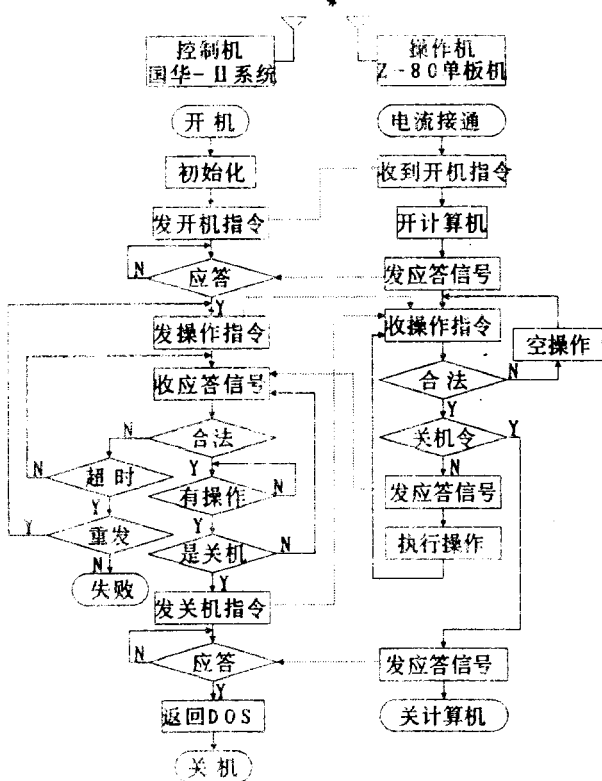 控制机
国华-Ⅱ系统
开机
初始化
发开机指令
N
应答
Y
发操作指令
收应答信号
合法
N
Y
N
超时
有操作
N
Y
Y
Y
重发
是关机
N
N
Y
失败
发关机指令
应答
N
Y
返回DOS
关机
操作机
Z-80单板机
电流接通
收到开机指令
开计算机
发应答信号
收操作指令
空操作
合法
N
Y
关机令
Y
N
发应答信号
执行操作
发应答信号
关计算机